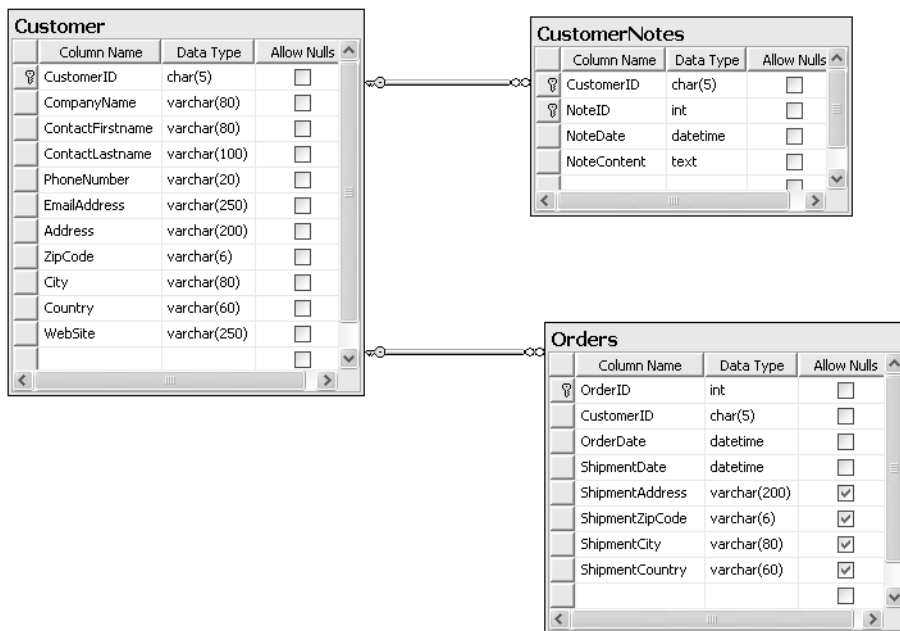 Customer
Column Name Data Type Allow Nulls
CustomerID char(5)
CompanyName varchar(80)
ContactFirstname varchar(80)
ContactLastname varchar(100)
PhoneNumber varchar(20)
EmailAddress varchar(250)
Address varchar(200)
ZipCode varchar(6)
City varchar(80)
Country varchar(60)
WebSite varchar(250)
CustomerNotes
Column Name Data Type Allow Nulls
CustomerID char(5)
NoteID int
NoteDate datetime
NoteContent text
Orders
Column Name Data Type Allow Nulls
OrderID int
CustomerID char(5)
OrderDate datetime
ShipmentDate datetime
ShipmentAddress varchar(200)
ShipmentZipCode varchar(6)
ShipmentCity varchar(80)
ShipmentCountry varchar(60)